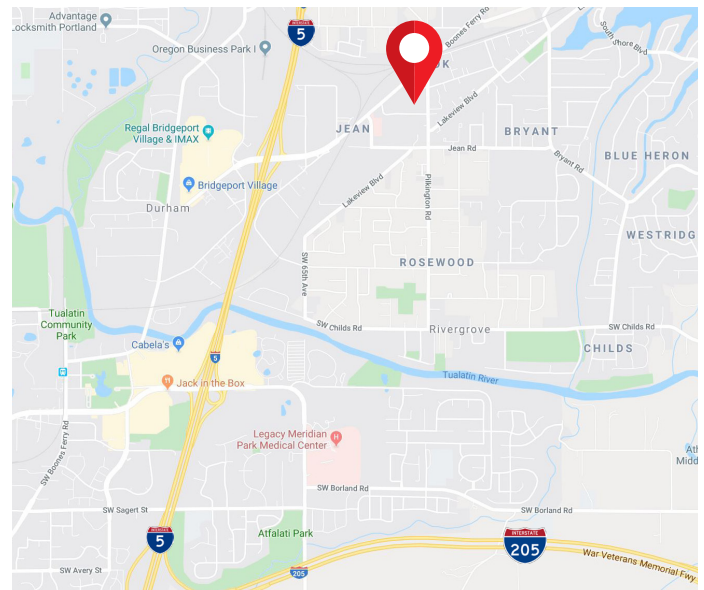 Advantage
Locksmith Portland
INTERSTATE
5
Boones Ferry Rd
South Shore Blvd
Oregon Business Park I
OK
Lakeview Blvd
Regal Bridgeport
Village & IMAX
JEAN
BRYANT
Jean Rd
Bryant Rd
BLUE HERON
Bridgeport Village
Lakeview Blvd
Pilkington Rd
Durham
WESTRIDG
SW 65th Ave
ROSEWOOD
Tualatin
Community
Park
SW Childs Rd
Rivergrove
SW Childs Rd
Cabela's
CHILDS
5
Jack in the Box
Tualatin River
Legacy Meridian
Park Medical Center
SW Boones Ferry Rd
Midd
SW Borland Rd
SW Sagert St
SW Borland Rd
INTERSTATE
5
Atfalati Park
INTERSTATE
205
War Veterans Memorial Fwy
SW Avery St
205